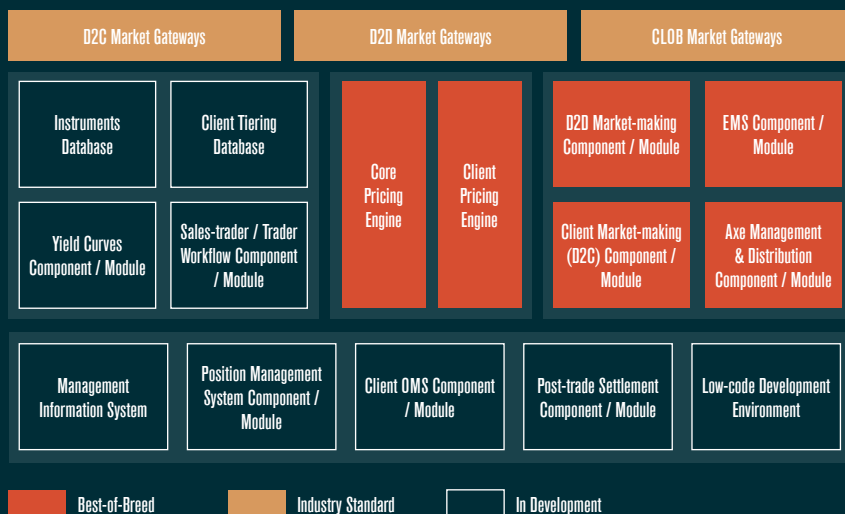 D2C Market Gateways
D2D Market Gateways
CLOB Market Gateways
Instruments
Database
Client Tiering
Database
Yield Curves
Component / Module
Sales-trader / Trader
Workflow Component
/ Module
Core
Pricing
Engine
Client
Pricing
Engine
D2D Market-making
Component / Module
EMS Component /
Module
Client Market-making
(D2C) Component /
Module
Axe Management
& Distribution
Component / Module
Management
Information System
Position Management
System Component /
Module
Client OMS Component
/ Module
Post-trade Settlement
Component / Module
Low-code Development
Environment
Best-of-Breed
Industry Standard
In Development